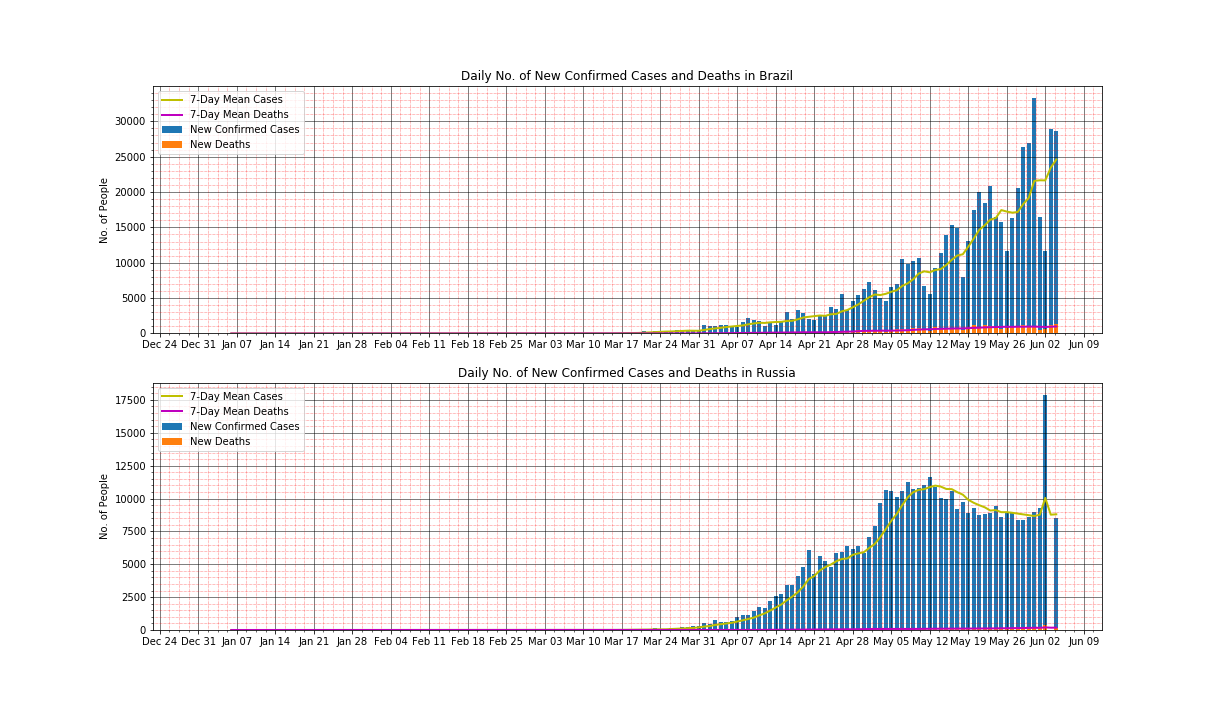 Daily No. of New Confirmed Cases and Deaths in Brazil
7-Day Mean Cases
7-Day Mean Deaths
New Confirmed Cases
New Deaths
No. of People
30000
25000
20000
15000
10000
5000
0
Dec 24 Dec 31 Jan 07 Jan 14 Jan 21 Jan 28 Feb 04 Feb 11 Feb 18 Feb 25 Mar 03 Mar 10 Mar 17 Mar 24 Mar 31 Apr 07 Apr 14 Apr 21 Apr 28 May 05 May 12 May 19 May 26 Jun 02 Jun 09
Daily No. of New Confirmed Cases and Deaths in Russia
7-Day Mean Cases
7-Day Mean Deaths
New Confirmed Cases
New Deaths
No. of People
17500
15000
12500
10000
7500
5000
2500
0
Dec 24 Dec 31 Jan 07 Jan 14 Jan 21 Jan 28 Feb 04 Feb 11 Feb 18 Feb 25 Mar 03 Mar 10 Mar 17 Mar 24 Mar 31 Apr 07 Apr 14 Apr 21 Apr 28 May 05 May 12 May 19 May 26 Jun 02 Jun 09